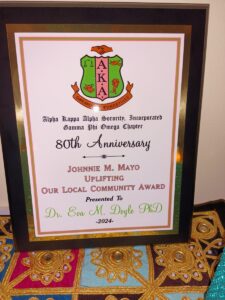 AKA
Alpha Kappa Alpha Sorority, Incorporated
Gamma Phi Omega Chapter
80th Anniversary
Johnnie M. Mayo
Uplifting
Our Local Community Award
Presented To
Dr. Eva M. Doyle PhD
-2024-